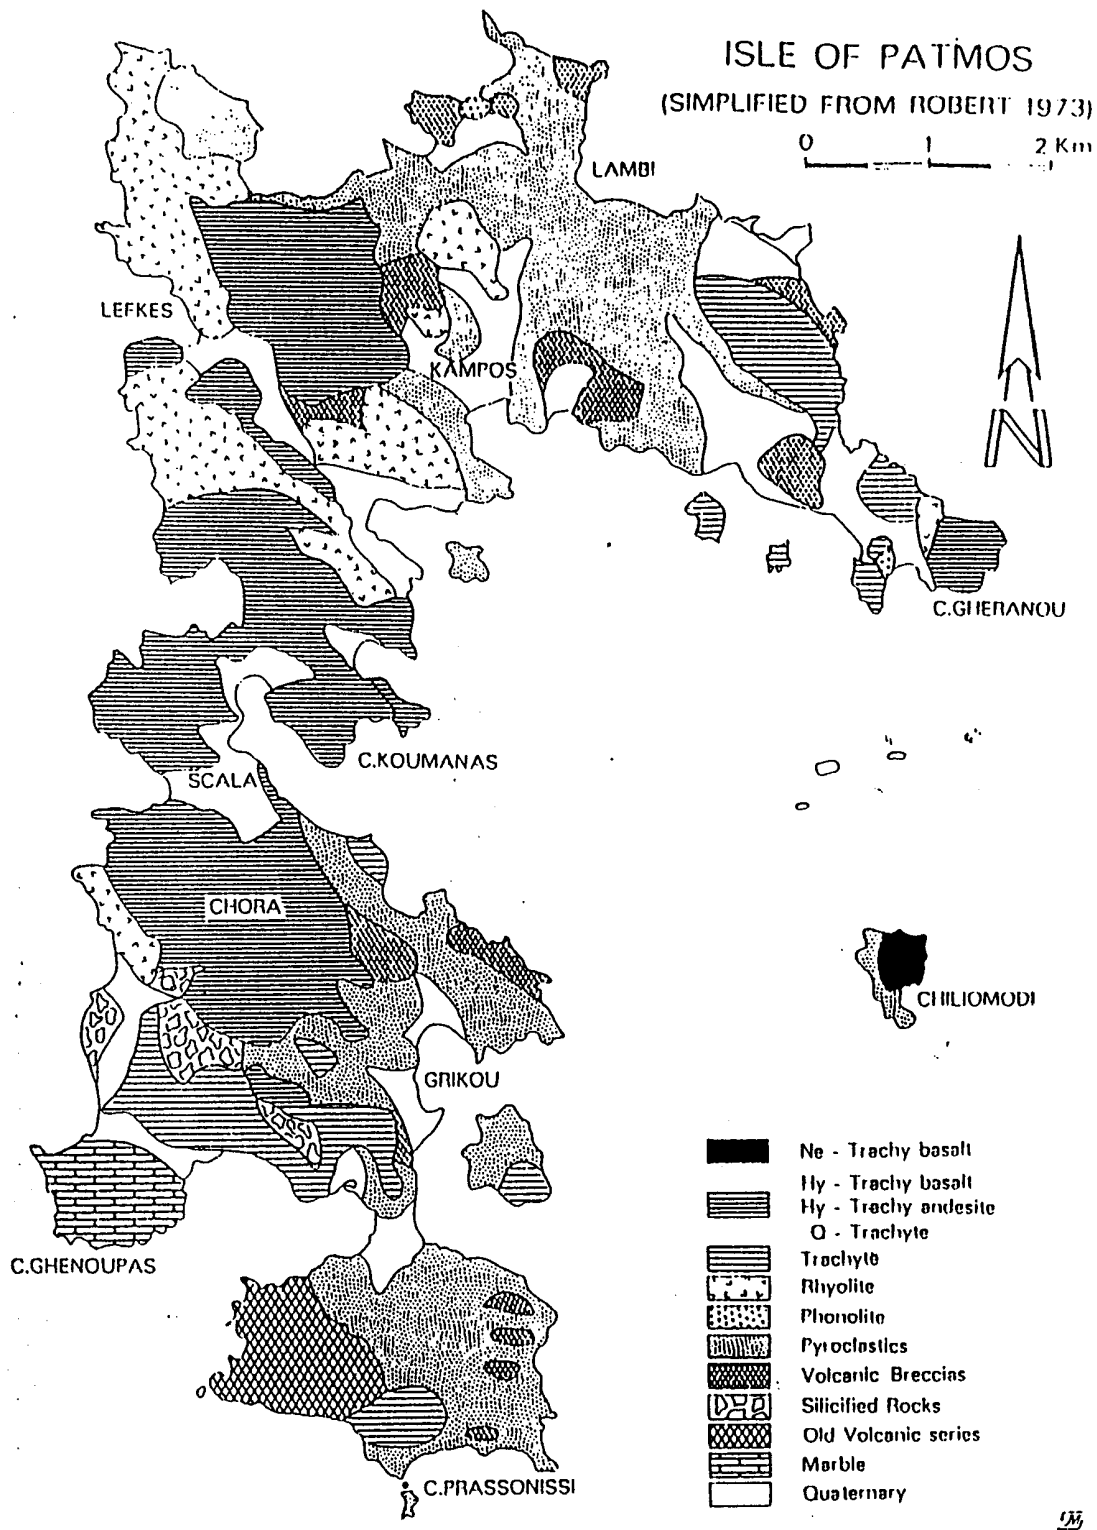 ISLE OF PATMOS
(SIMPLIFIED FROM ROBERT 1973)
0 1 2 Km
LAMBI
LEFKES
KAMPOS
N
C.GHERANOU
C.KOUMANAS
SCALA
CHORA
CHILIOMODI
GRIKOU
C.GHENOUPAS
C.PRASSONISSI
Ne - Trachy basalt
Hy - Trachy basalt
Hy - Trachy andesite
Q - Trachyte
Trachyte
Rhyolite
Phonolite
Pyroclastics
Volcanic Breccias
Silicified Rocks
Old Volcanic series
Marble
Quaternary